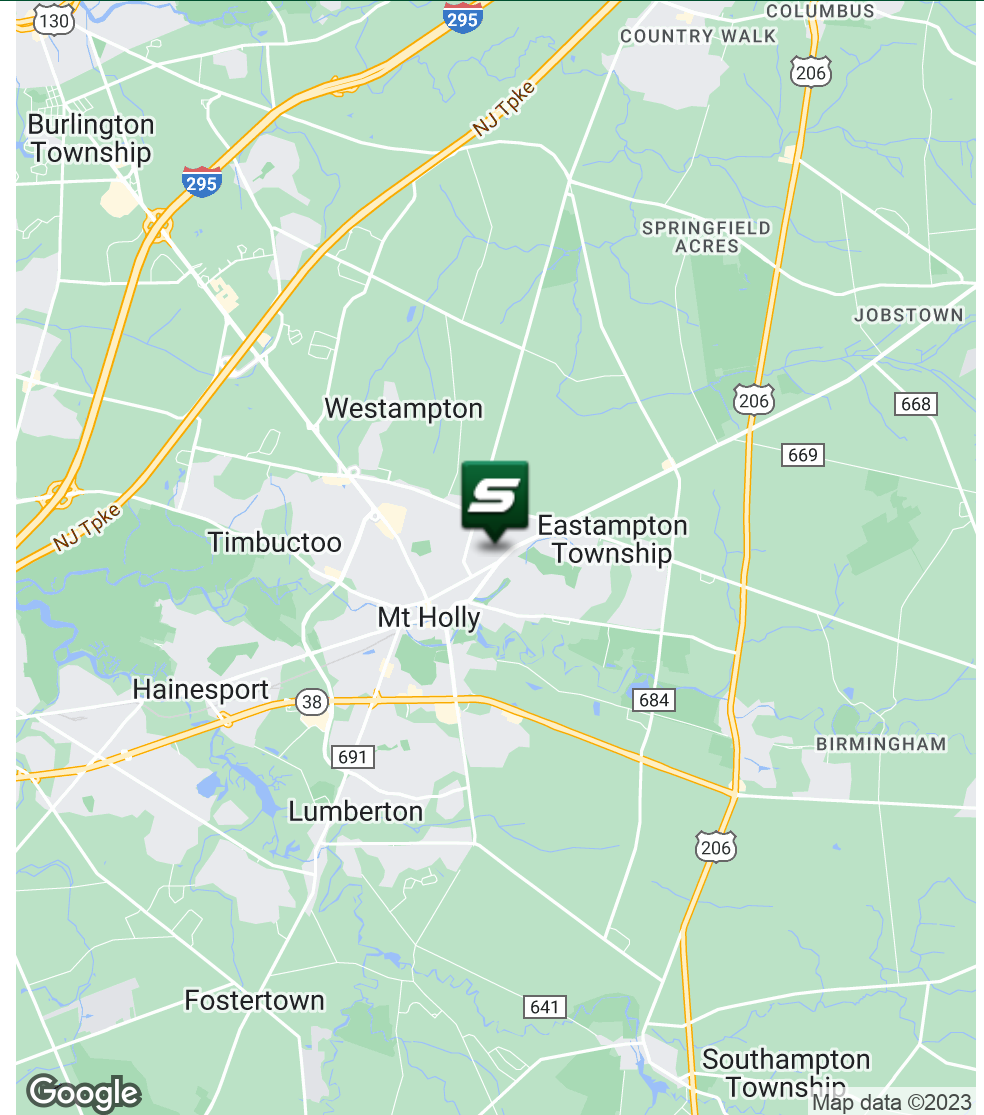 130
295
COLUMBUS
COUNTRY WALK
206
NJ Tpke
Burlington
Township
295
SPRINGFIELD
ACRES
JOBSTOWN
206
668
Westampton
669
S
NJ Tpke
Eastampton
Township
Timbuctoo
Mt Holly
Hainesport
38
684
BIRMINGHAM
691
Lumberton
206
Fostertown
641
Southampton
Township
Google
Map data ©2023